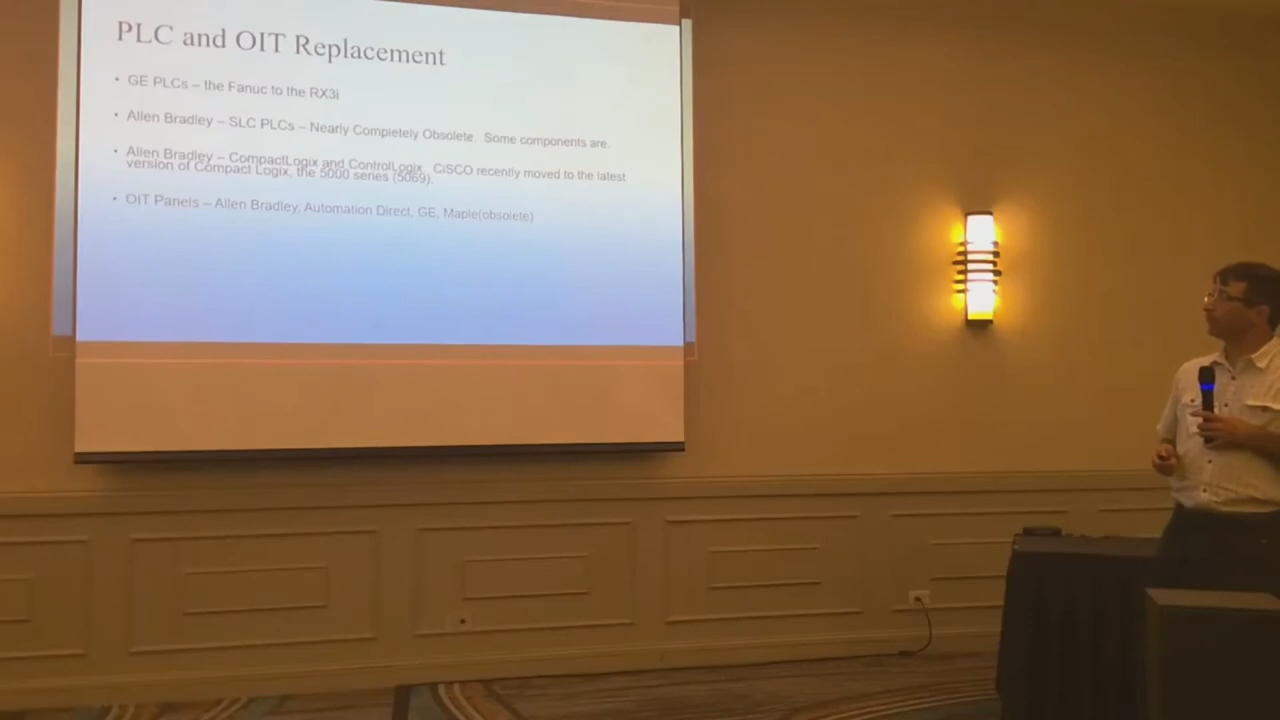 PLC and OIT Replacement
• GE PLCs – the Fanuc to the RX3i
• Allen Bradley – SLC PLCs – Nearly Completely Obsolete. Some components are.
• Allen Bradley – CompactLogix and ControlLogix. CiSCO recently moved to the latest
version of Compact Logix, the 5000 series (5069).
• OIT Panels – Allen Bradley, Automation Direct, GE, Maple(obsolete)